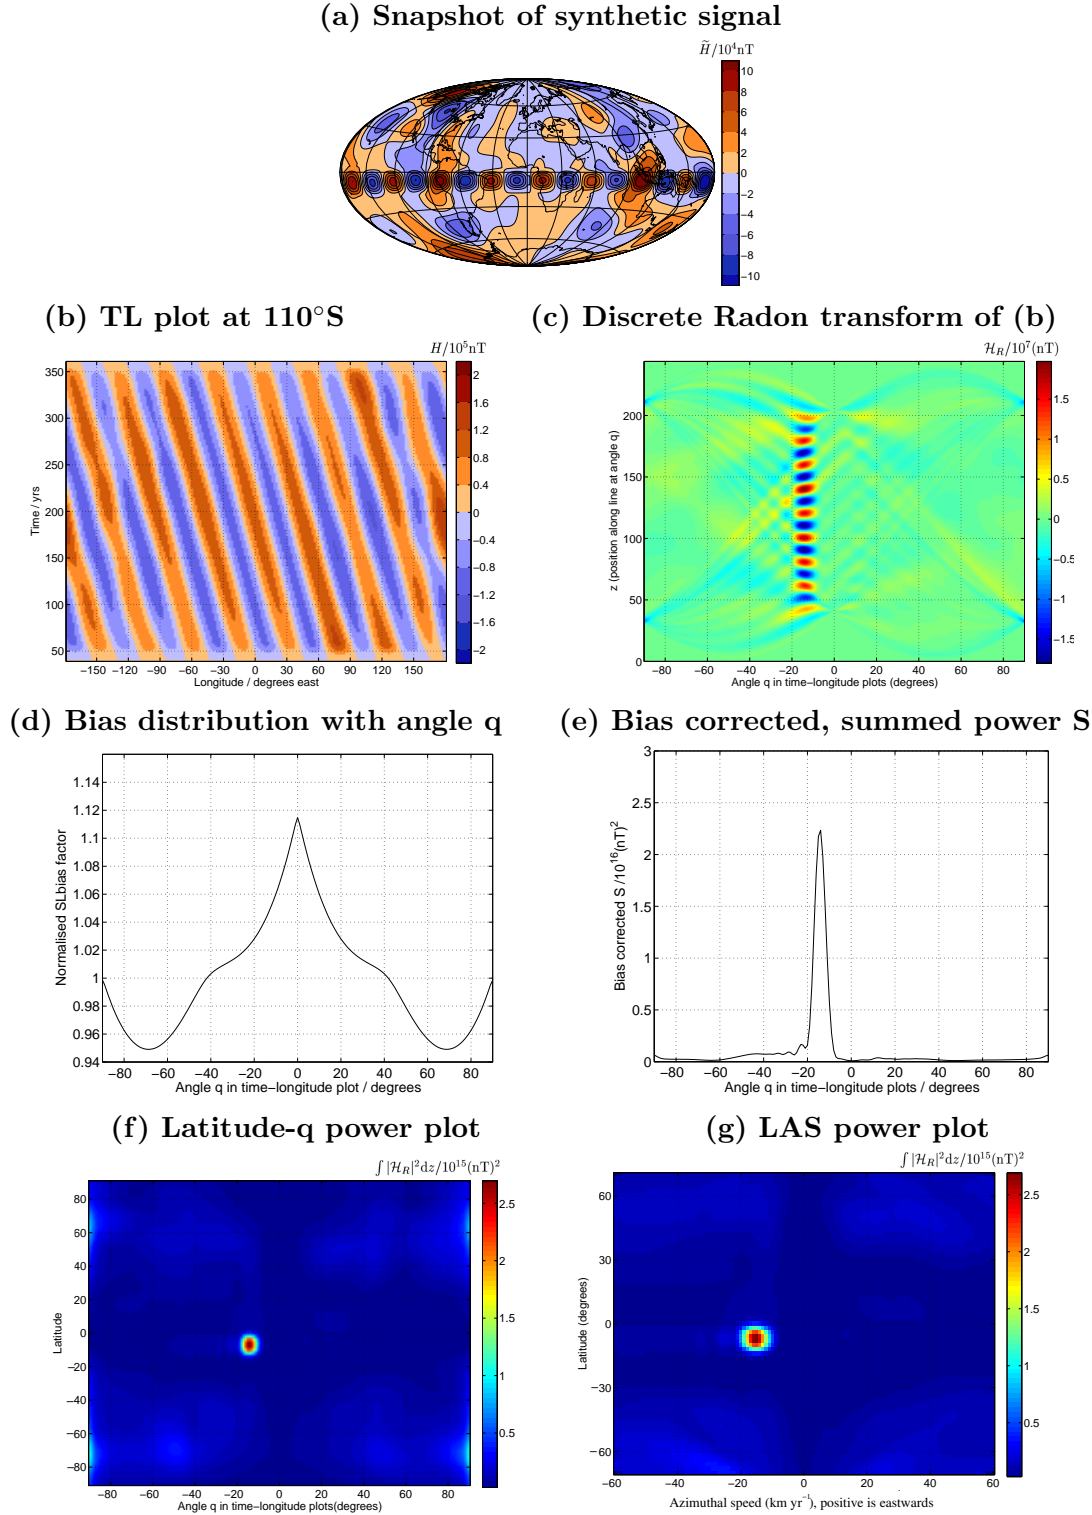 (a) Snapshot of synthetic signal
H̃/10⁴nT
10
8
6
4
2
0
−2
−4
−6
−8
−10
(b) TL plot at 110°S
H/10⁵nT
350
300
250
200
150
100
50
Time / yrs
−150 −120 −90 −60 −30 0 30 60 90 120 150
Longitude / degrees east
2
1.6
1.2
0.8
0.4
0
−0.4
−0.8
−1.2
−1.6
−2
(c) Discrete Radon transform of (b)
ℋ_R/10⁷(nT)
200
150
100
50
0
z (position along line at angle q)
−80 −60 −40 −20 0 20 40 60 80
Angle q in time−longitude plots (degrees)
1.5
1
0.5
0
−0.5
−1
−1.5
(d) Bias distribution with angle q
1.14
1.12
1.1
1.08
1.06
1.04
1.02
1
0.98
0.96
0.94
Normalised SLbias factor
−80 −60 −40 −20 0 20 40 60 80
Angle q in time−longitude plot / degrees
(e) Bias corrected, summed power S
3
2.5
2
1.5
1
0.5
0
Bias corrected S /10¹⁶(nT)²
−80 −60 −40 −20 0 20 40 60 80
Angle q in time−longitude plots / degrees
(f) Latitude-q power plot
∫ |ℋ_R|²dz/10¹⁵(nT)²
80
60
40
20
0
−20
−40
−60
−80
Latitude
−80 −60 −40 −20 0 20 40 60 80
Angle q in time−longitude plots(degrees)
2.5
2
1.5
1
0.5
(g) LAS power plot
∫ |ℋ_R|²dz/10¹⁵(nT)²
60
30
0
−30
−60
Latitude (degrees)
−60 −40 −20 0 20 40 60
Azimuthal speed (km yr⁻¹), positive is eastwards
2.5
2
1.5
1
0.5